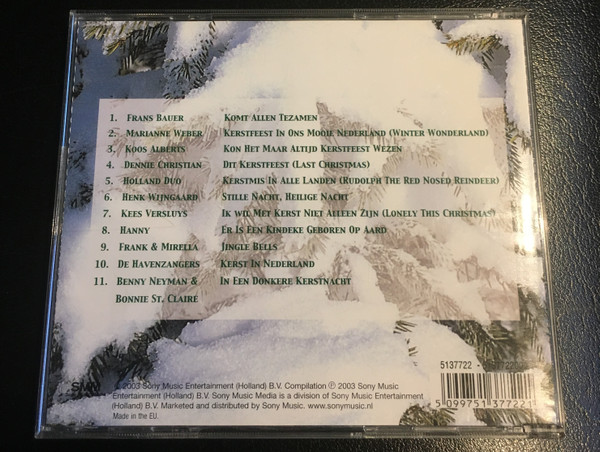 1. Frans Bauer Komt Allen Tezamen
2. Marianne Weber Kerstfeest In Ons Mooie Nederland (Winter Wonderland)
3. Koos Alberts Kon Het Maar Altijd Kerstfeest Wezen
4. Dennie Christian Dit Kerstfeest (Last Christmas)
5. Holland Duo Kerstmis In Alle Landen (Rudolph The Red Nosed Reindeer)
6. Henk Wijngaard Stille Nacht, Heilige Nacht
7. Kees Versluys Ik Wil Met Kerst Niet Alleen Zijn (Lonely This Christmas)
8. Hanny Er Is Een Kindeke Geboren Op Aard
9. Frank & Mirella Jingle Bells
10. De Havenzangers Kerst In Nederland
11. Benny Neyman & In Een Donkere Kerstnacht
Bonnie St. Claire
© 2003 Sony Music Entertainment (Holland) B.V. Compilation ℗ 2003 Sony Music
Entertainment (Holland) B.V. Sony Music Media is a division of Sony Music Entertainment
(Holland) B.V. Marketed and distributed by Sony Music. www.sonymusic.nl
Made in the EU.
5137722
5 099751 377221